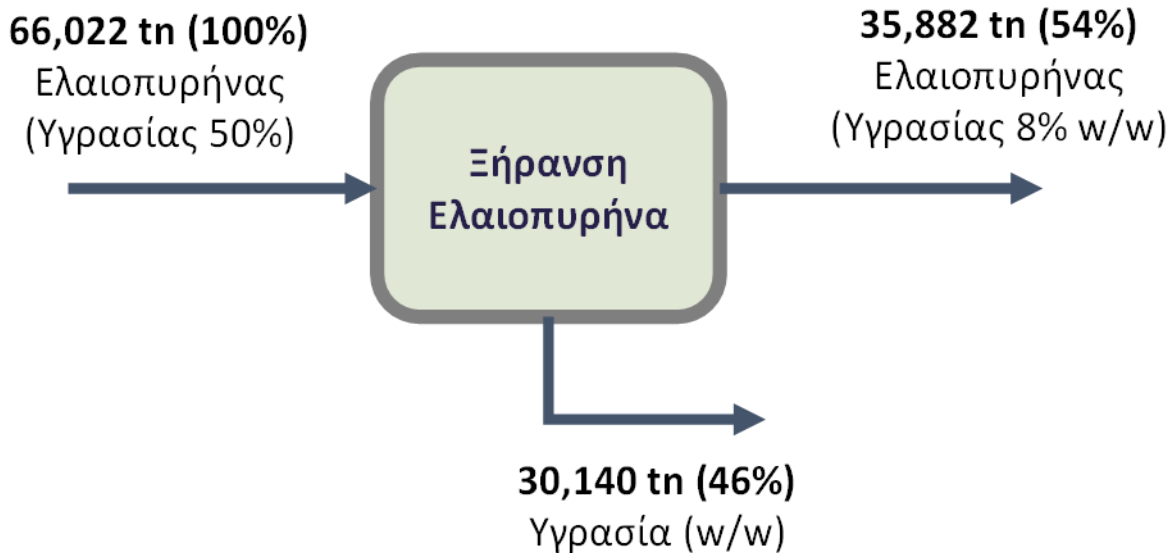 66,022 tn (100%)
Ελαιοπυρήνας
(Υγρασίας 50%)
Ξήρανση
Ελαιοπυρήνα
35,882 tn (54%)
Ελαιοπυρήνας
(Υγρασίας 8% w/w)
30,140 tn (46%)
Υγρασία (w/w)